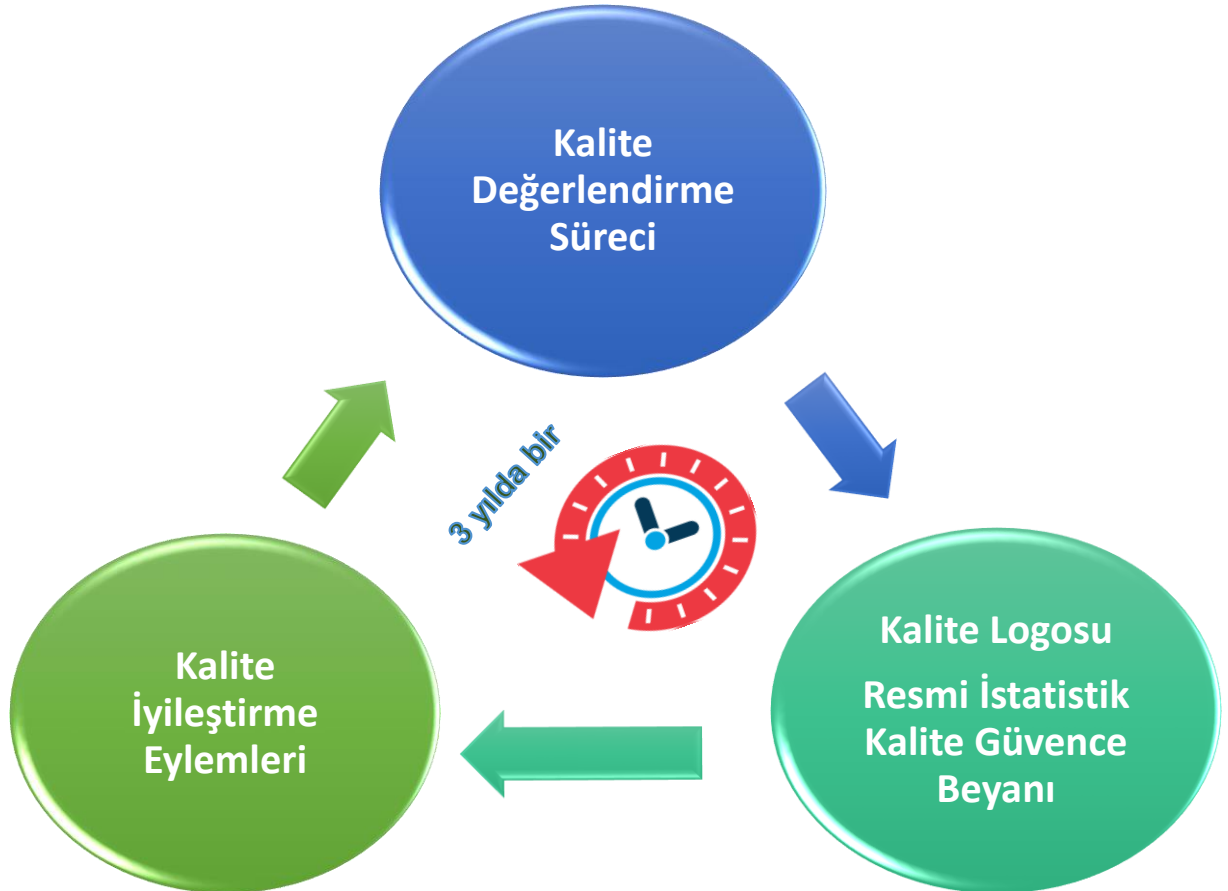 Kalite
Değerlendirme
Süreci
3 yılda bir
Kalite Logosu
Resmi İstatistik
Kalite Güvence
Beyanı
Kalite
İyileştirme
Eylemleri